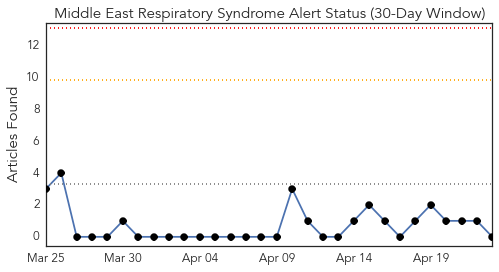 Middle East Respiratory Syndrome Alert Status (30-Day Window)
Articles Found
12
10
8
6
4
2
0
Mar 25 Mar 30 Apr 04 Apr 09 Apr 14 Apr 19